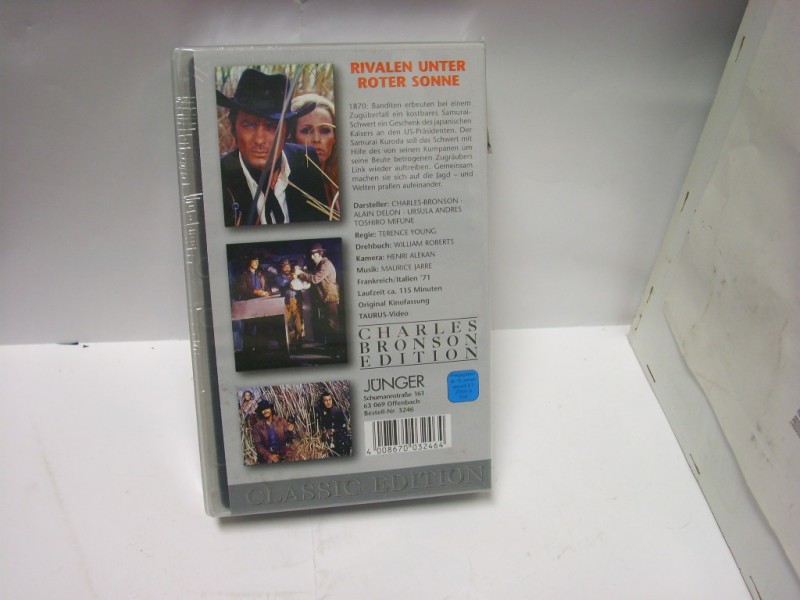 RIVALEN UNTER
ROTER SONNE
1870: Banditen erbeuten bei einem
Zugüberfall ein kostbares Samurai-
Schwert ein Geschenk des japanischen
Kaisers an den US-Präsidenten. Der
Samurai Kuroda soll das Schwert mit
Hilfe des von seinen Kumpanen um
seine Beute betrogenen Zugräubers
Link wieder auftreiben. Gemeinsam
machen sie sich auf die Jagd – und
Welten prallen aufeinander.
Darsteller: CHARLES-BRONSON ·
ALAIN DELON · URSULA ANDRES
TOSHIRO MIFUNE
Regie: TERENCE YOUNG
Drehbuch: WILLIAM ROBERTS
Kamera: HENRI ALEKAN
Musik: MAURICE JARRE
Frankreich/Italien '71
Laufzeit ca. 115 Minuten
Original Kinofassung
TAURUS-Video
CHARLES
BRONSON
EDITION
JÜNGER
Schumannstraße 161
63 069 Offenbach
Bestell-Nr. 3246
4 008670 032464
CLASSIC EDITION